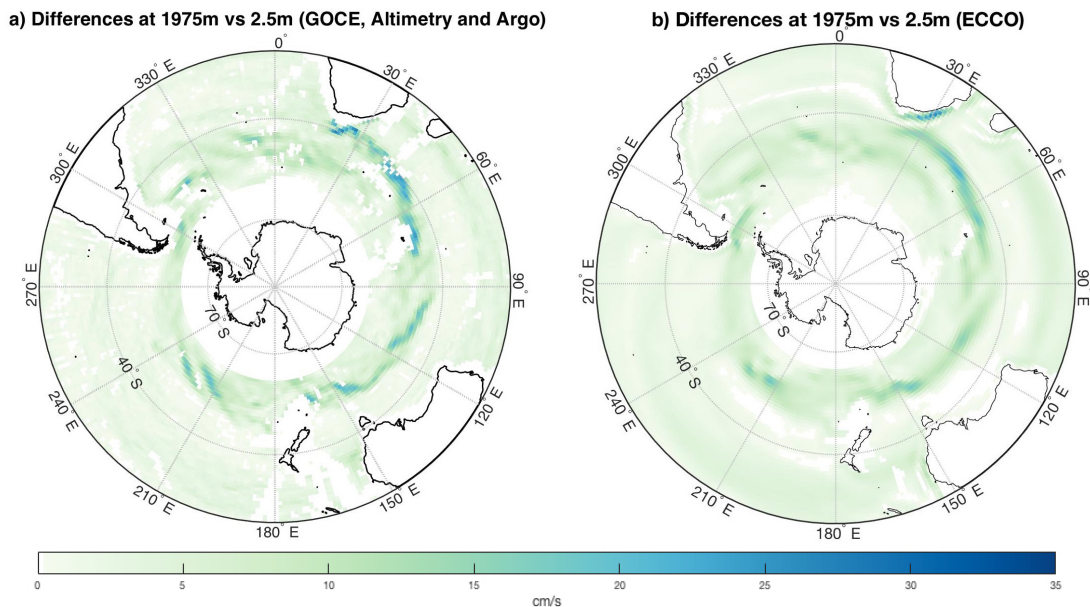 a) Differences at 1975m vs 2.5m (GOCE, Altimetry and Argo)
b) Differences at 1975m vs 2.5m (ECCO)
0°
30°E
60°E
90°E
120°E
150°E
180°E
210°E
240°E
270°E
300°E
330°E
70°S
40°S
0°
30°E
60°E
90°E
120°E
150°E
180°E
210°E
240°E
270°E
300°E
330°E
70°S
40°S
0 5 10 15 20 25 30 35
cm/s